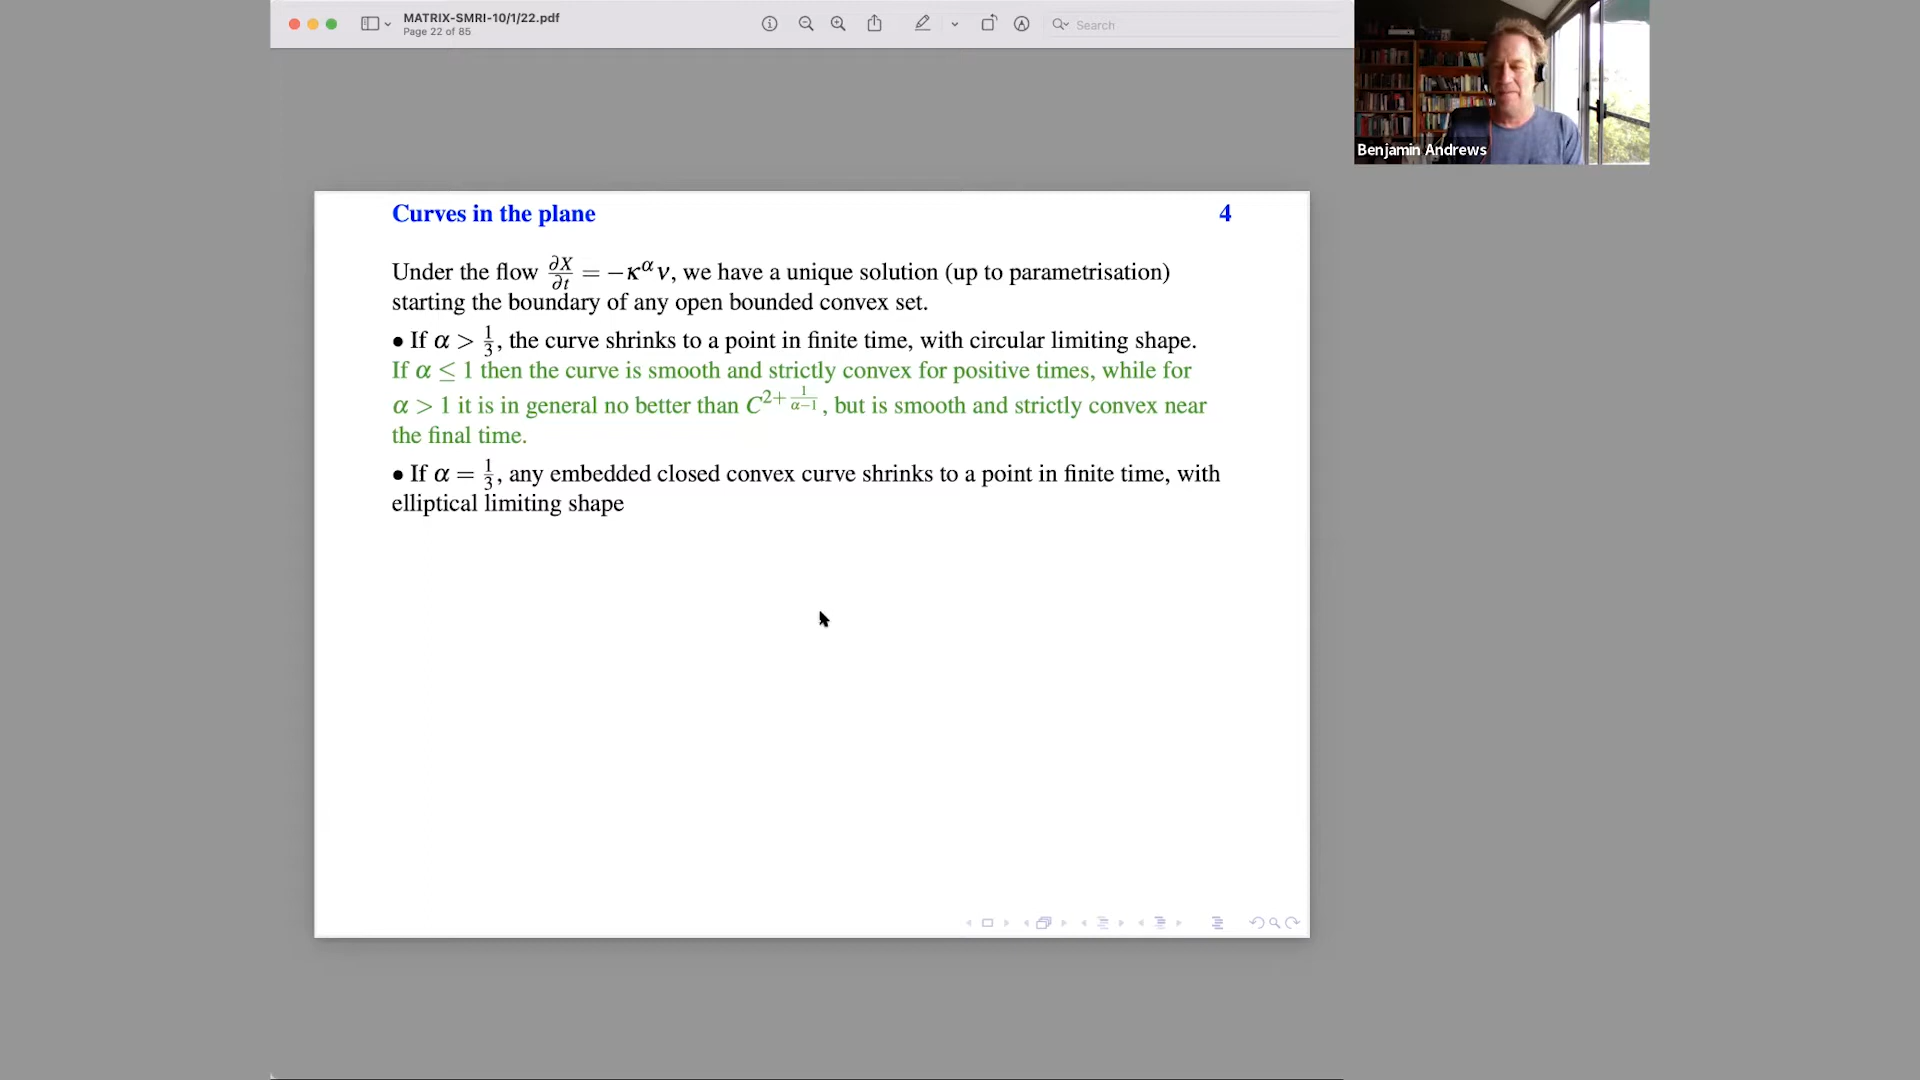 MATRIX-SMRI-10/1/22.pdf
Page 22 of 85
Search
Benjamin Andrews
Curves in the plane 4
Under the flow ∂X/∂t = −κ^α ν, we have a unique solution (up to parametrisation)
starting the boundary of any open bounded convex set.
• If α > 1/3, the curve shrinks to a point in finite time, with circular limiting shape.
If α ≤ 1 then the curve is smooth and strictly convex for positive times, while for
α > 1 it is in general no better than C^{2+1/(α−1)}, but is smooth and strictly convex near
the final time.
• If α = 1/3, any embedded closed convex curve shrinks to a point in finite time, with
elliptical limiting shape